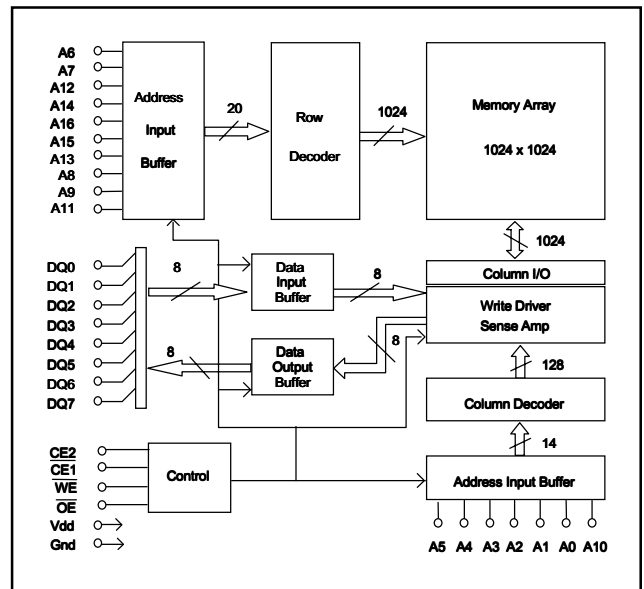 A6
A7
A12
A14
A16
A15
A13
A8
A9
A11
Address
Input
Buffer
20
Row
Decoder
1024
Memory Array
1024 x 1024
1024
DQ0
DQ1
DQ2
DQ3
DQ4
DQ5
DQ6
DQ7
8
Data
Input
Buffer
8
Column I/O
Write Driver
Sense Amp
8
Data
Output
Buffer
8
128
Column Decoder
14
CE2
CE1
WE
OE
Vdd
Gnd
Control
Address Input Buffer
A5 A4 A3 A2 A1 A0 A10